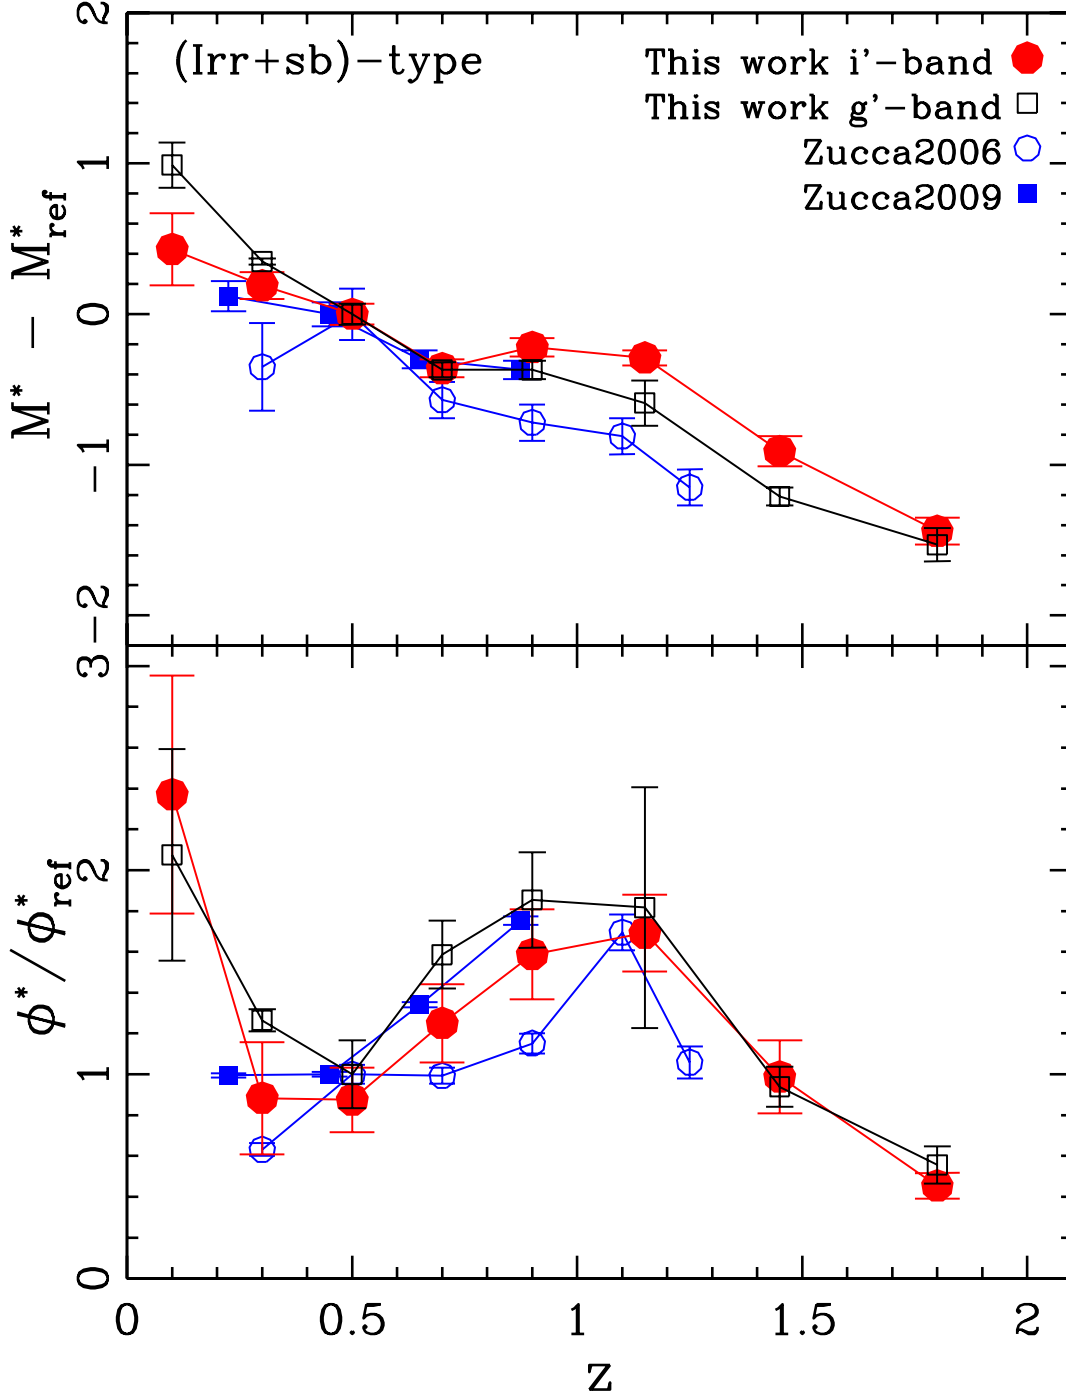 (Irr+sb)-type
This work i'-band
This work g'-band
Zucca2006
Zucca2009
2
1
0
−1
−2
M* − M*ref
3
2
1
0
ϕ*/ϕ*ref
0 0.5 1 1.5 2
z